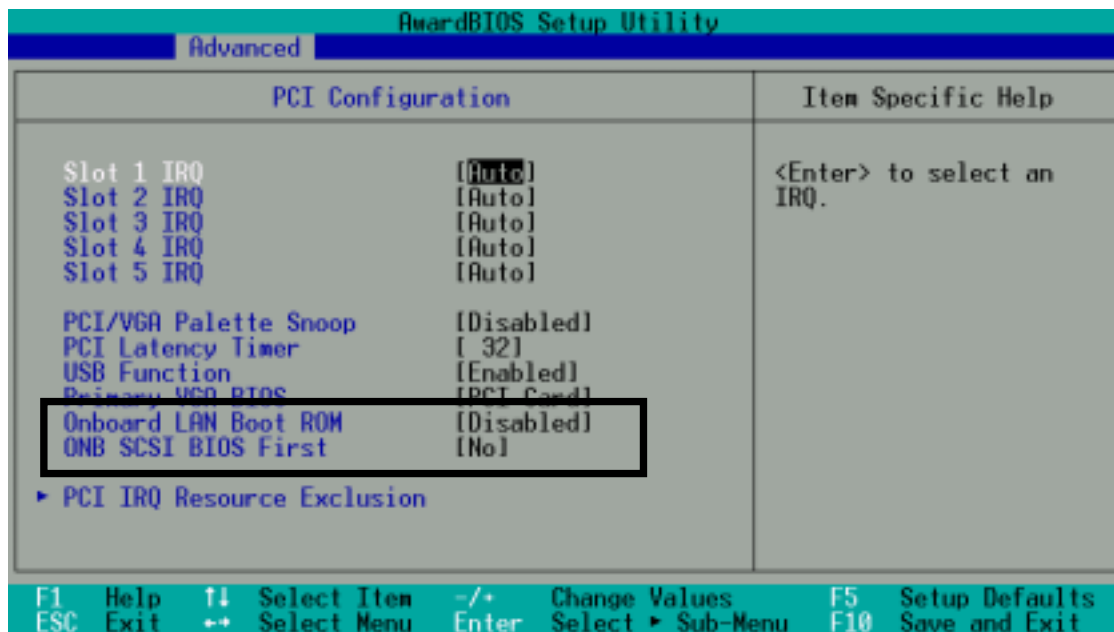 AwardBIOS Setup Utility
Advanced
PCI Configuration
Item Specific Help
Slot 1 IRQ [Auto]
Slot 2 IRQ [Auto]
Slot 3 IRQ [Auto]
Slot 4 IRQ [Auto]
Slot 5 IRQ [Auto]
PCI/VGA Palette Snoop [Disabled]
PCI Latency Timer [ 32]
USB Function [Enabled]
Primary VGA BIOS [PCI Card]
Onboard LAN Boot ROM [Disabled]
ONB SCSI BIOS First [No]
▸ PCI IRQ Resource Exclusion
<Enter> to select an
IRQ.
F1 Help ↑↓ Select Item -/+ Change Values F5 Setup Defaults
ESC Exit ←→ Select Menu Enter Select ▸ Sub-Menu F10 Save and Exit